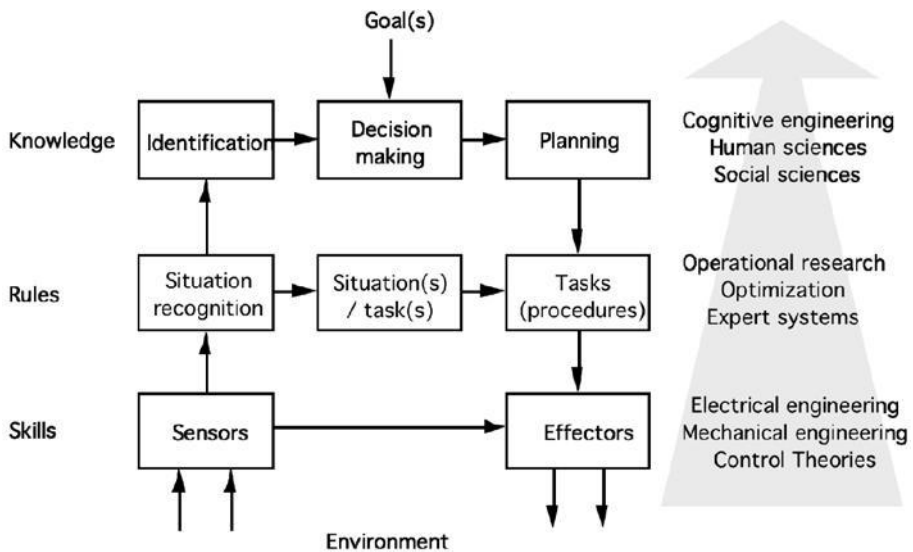 Goal(s)
Knowledge
Identification
Decision
making
Planning
Cognitive engineering
Human sciences
Social sciences
Rules
Situation
recognition
Situation(s)
/ task(s)
Tasks
(procedures)
Operational research
Optimization
Expert systems
Skills
Sensors
Effectors
Electrical engineering
Mechanical engineering
Control Theories
Environment